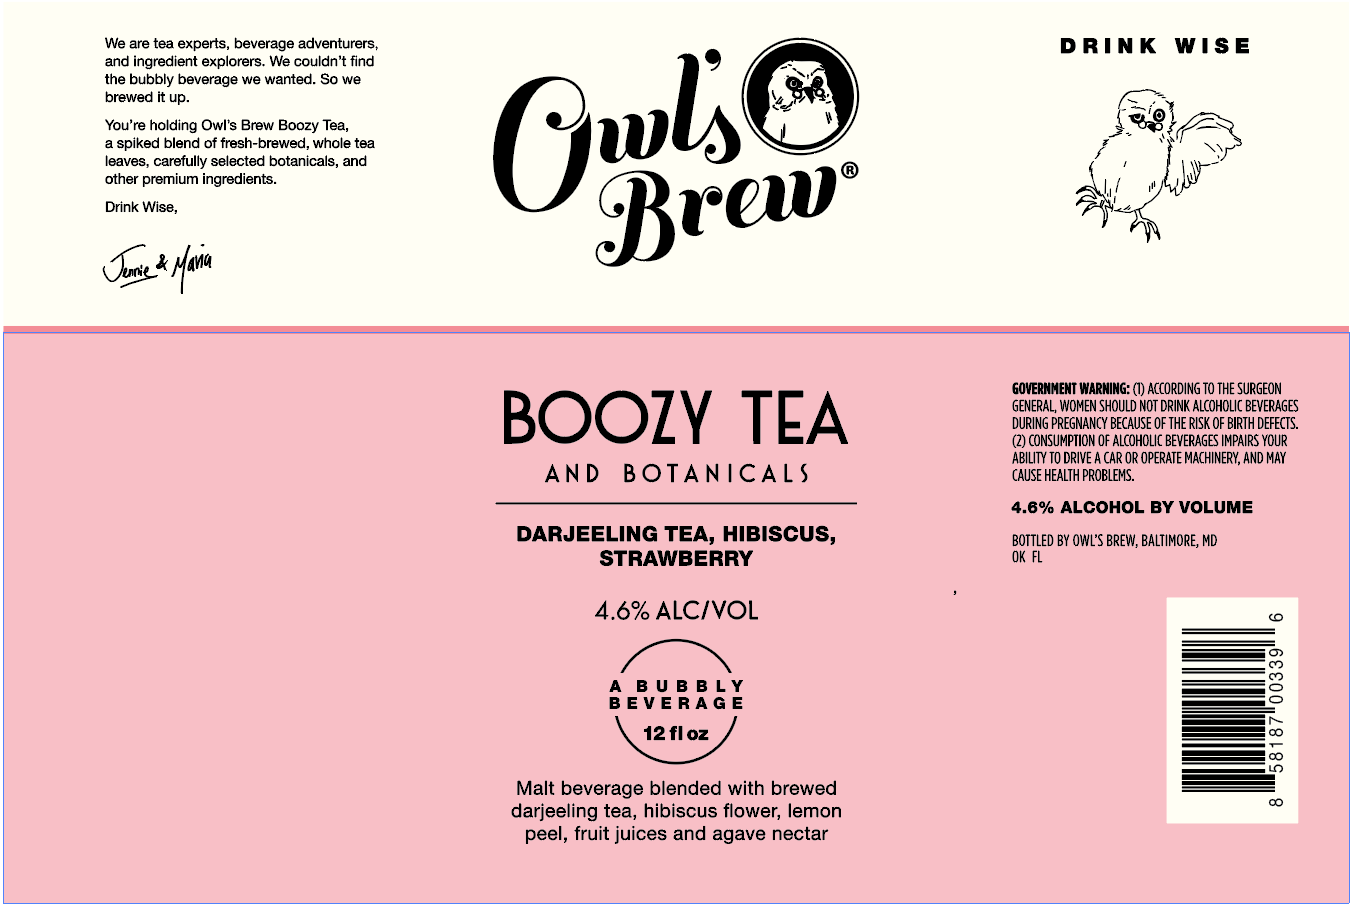 We are tea experts, beverage adventurers,
and ingredient explorers. We couldn't find
the bubbly beverage we wanted. So we
brewed it up.
You're holding Owl's Brew Boozy Tea,
a spiked blend of fresh-brewed, whole tea
leaves, carefully selected botanicals, and
other premium ingredients.
Drink Wise,
Jennie & Maria
Owl's
Brew®
DRINK WISE
BOOZY TEA
AND BOTANICALS
DARJEELING TEA, HIBISCUS,
STRAWBERRY
4.6% ALC/VOL
A BUBBLY
BEVERAGE
12 fl oz
Malt beverage blended with brewed
darjeeling tea, hibiscus flower, lemon
peel, fruit juices and agave nectar
GOVERNMENT WARNING: (1) ACCORDING TO THE SURGEON
GENERAL, WOMEN SHOULD NOT DRINK ALCOHOLIC BEVERAGES
DURING PREGNANCY BECAUSE OF THE RISK OF BIRTH DEFECTS.
(2) CONSUMPTION OF ALCOHOLIC BEVERAGES IMPAIRS YOUR
ABILITY TO DRIVE A CAR OR OPERATE MACHINERY, AND MAY
CAUSE HEALTH PROBLEMS.
4.6% ALCOHOL BY VOLUME
BOTTLED BY OWL'S BREW, BALTIMORE, MD
OK FL
,
8 58187 00339 6